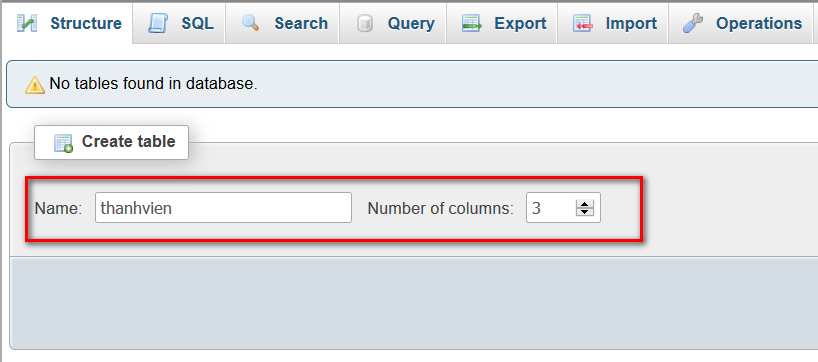 Structure SQL Search Query Export Import Operations
No tables found in database.
Create table
Name: thanhvien Number of columns: 3